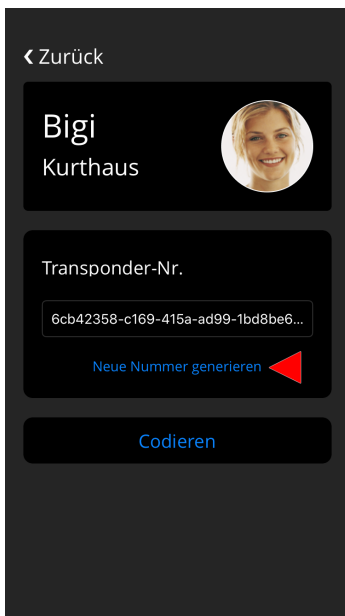 Zurück
Bigi
Kurthaus
Transponder-Nr.
6cb42358-c169-415a-ad99-1bd8be6...
Neue Nummer generieren
Codieren